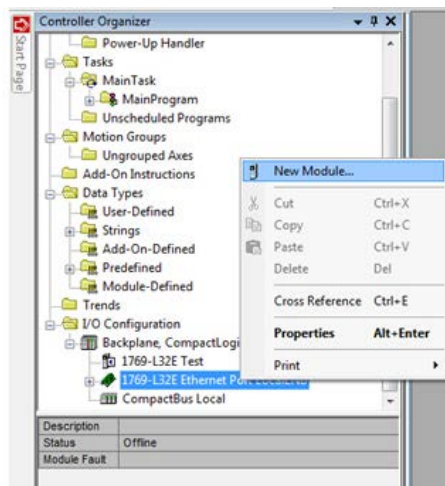 Controller Organizer
Start Page
Power-Up Handler
Tasks
MainTask
MainProgram
Unscheduled Programs
Motion Groups
Ungrouped Axes
Add-On Instructions
Data Types
User-Defined
Strings
Add-On-Defined
Predefined
Module-Defined
Trends
I/O Configuration
Backplane, CompactLogi
1769-L32E Test
1769-L32E Ethernet Port
CompactBus Local
New Module...
Cut Ctrl+X
Copy Ctrl+C
Paste Ctrl+V
Delete Del
Cross Reference Ctrl+E
Properties Alt+Enter
Print
Description
Status Offline
Module Fault